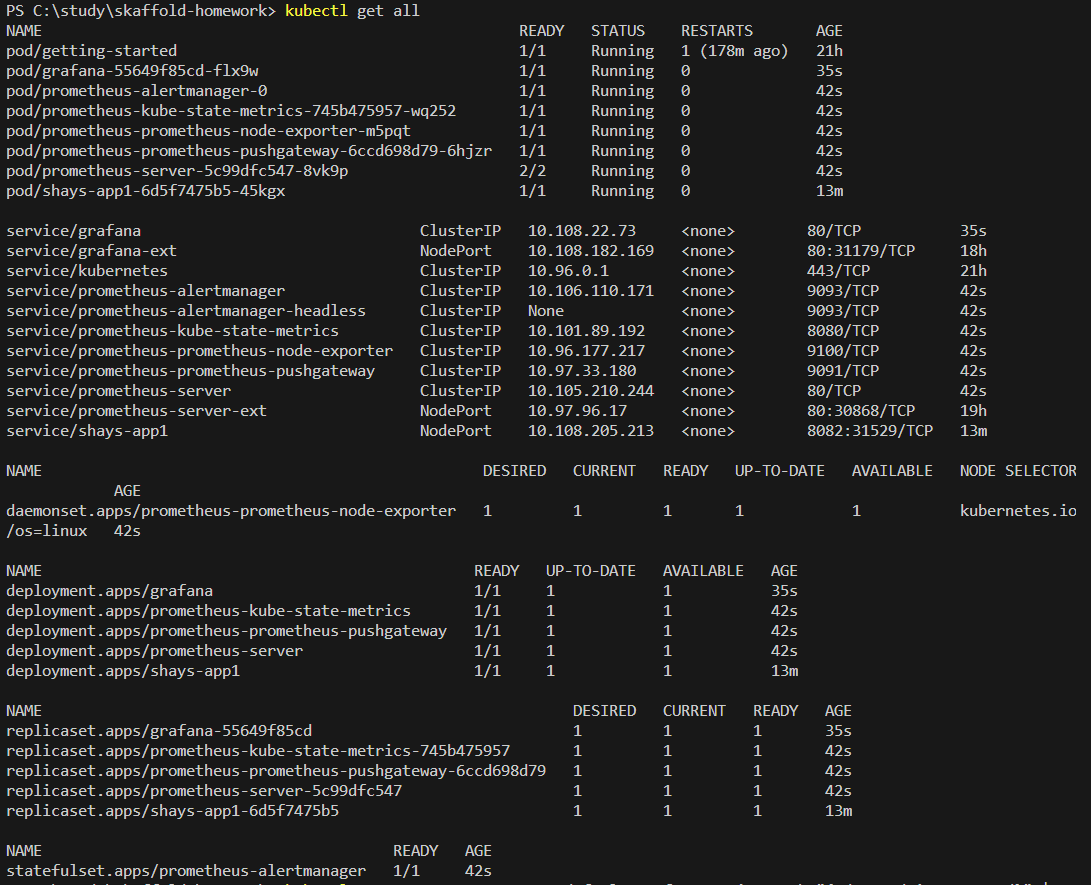 PS C:\study\skaffold-homework> kubectl get all
NAME READY STATUS RESTARTS AGE
pod/getting-started 1/1 Running 1 (178m ago) 21h
pod/grafana-55649f85cd-flx9w 1/1 Running 0 35s
pod/prometheus-alertmanager-0 1/1 Running 0 42s
pod/prometheus-kube-state-metrics-745b475957-wq252 1/1 Running 0 42s
pod/prometheus-prometheus-node-exporter-m5pqt 1/1 Running 0 42s
pod/prometheus-prometheus-pushgateway-6ccd698d79-6hjzr 1/1 Running 0 42s
pod/prometheus-server-5c99dfc547-8vk9p 2/2 Running 0 42s
pod/shays-app1-6d5f7475b5-45kgx 1/1 Running 0 13m
service/grafana ClusterIP 10.108.22.73 <none> 80/TCP 35s
service/grafana-ext NodePort 10.108.182.169 <none> 80:31179/TCP 18h
service/kubernetes ClusterIP 10.96.0.1 <none> 443/TCP 21h
service/prometheus-alertmanager ClusterIP 10.106.110.171 <none> 9093/TCP 42s
service/prometheus-alertmanager-headless ClusterIP None <none> 9093/TCP 42s
service/prometheus-kube-state-metrics ClusterIP 10.101.89.192 <none> 8080/TCP 42s
service/prometheus-prometheus-node-exporter ClusterIP 10.96.177.217 <none> 9100/TCP 42s
service/prometheus-prometheus-pushgateway ClusterIP 10.97.33.180 <none> 9091/TCP 42s
service/prometheus-server ClusterIP 10.105.210.244 <none> 80/TCP 42s
service/prometheus-server-ext NodePort 10.97.96.17 <none> 80:30868/TCP 19h
service/shays-app1 NodePort 10.108.205.213 <none> 8082:31529/TCP 13m
NAME DESIRED CURRENT READY UP-TO-DATE AVAILABLE NODE SELECTOR
AGE
daemonset.apps/prometheus-prometheus-node-exporter 1 1 1 1 1 kubernetes.io
/os=linux 42s
NAME READY UP-TO-DATE AVAILABLE AGE
deployment.apps/grafana 1/1 1 1 35s
deployment.apps/prometheus-kube-state-metrics 1/1 1 1 42s
deployment.apps/prometheus-prometheus-pushgateway 1/1 1 1 42s
deployment.apps/prometheus-server 1/1 1 1 42s
deployment.apps/shays-app1 1/1 1 1 13m
NAME DESIRED CURRENT READY AGE
replicaset.apps/grafana-55649f85cd 1 1 1 35s
replicaset.apps/prometheus-kube-state-metrics-745b475957 1 1 1 42s
replicaset.apps/prometheus-prometheus-pushgateway-6ccd698d79 1 1 1 42s
replicaset.apps/prometheus-server-5c99dfc547 1 1 1 42s
replicaset.apps/shays-app1-6d5f7475b5 1 1 1 13m
NAME READY AGE
statefulset.apps/prometheus-alertmanager 1/1 42s